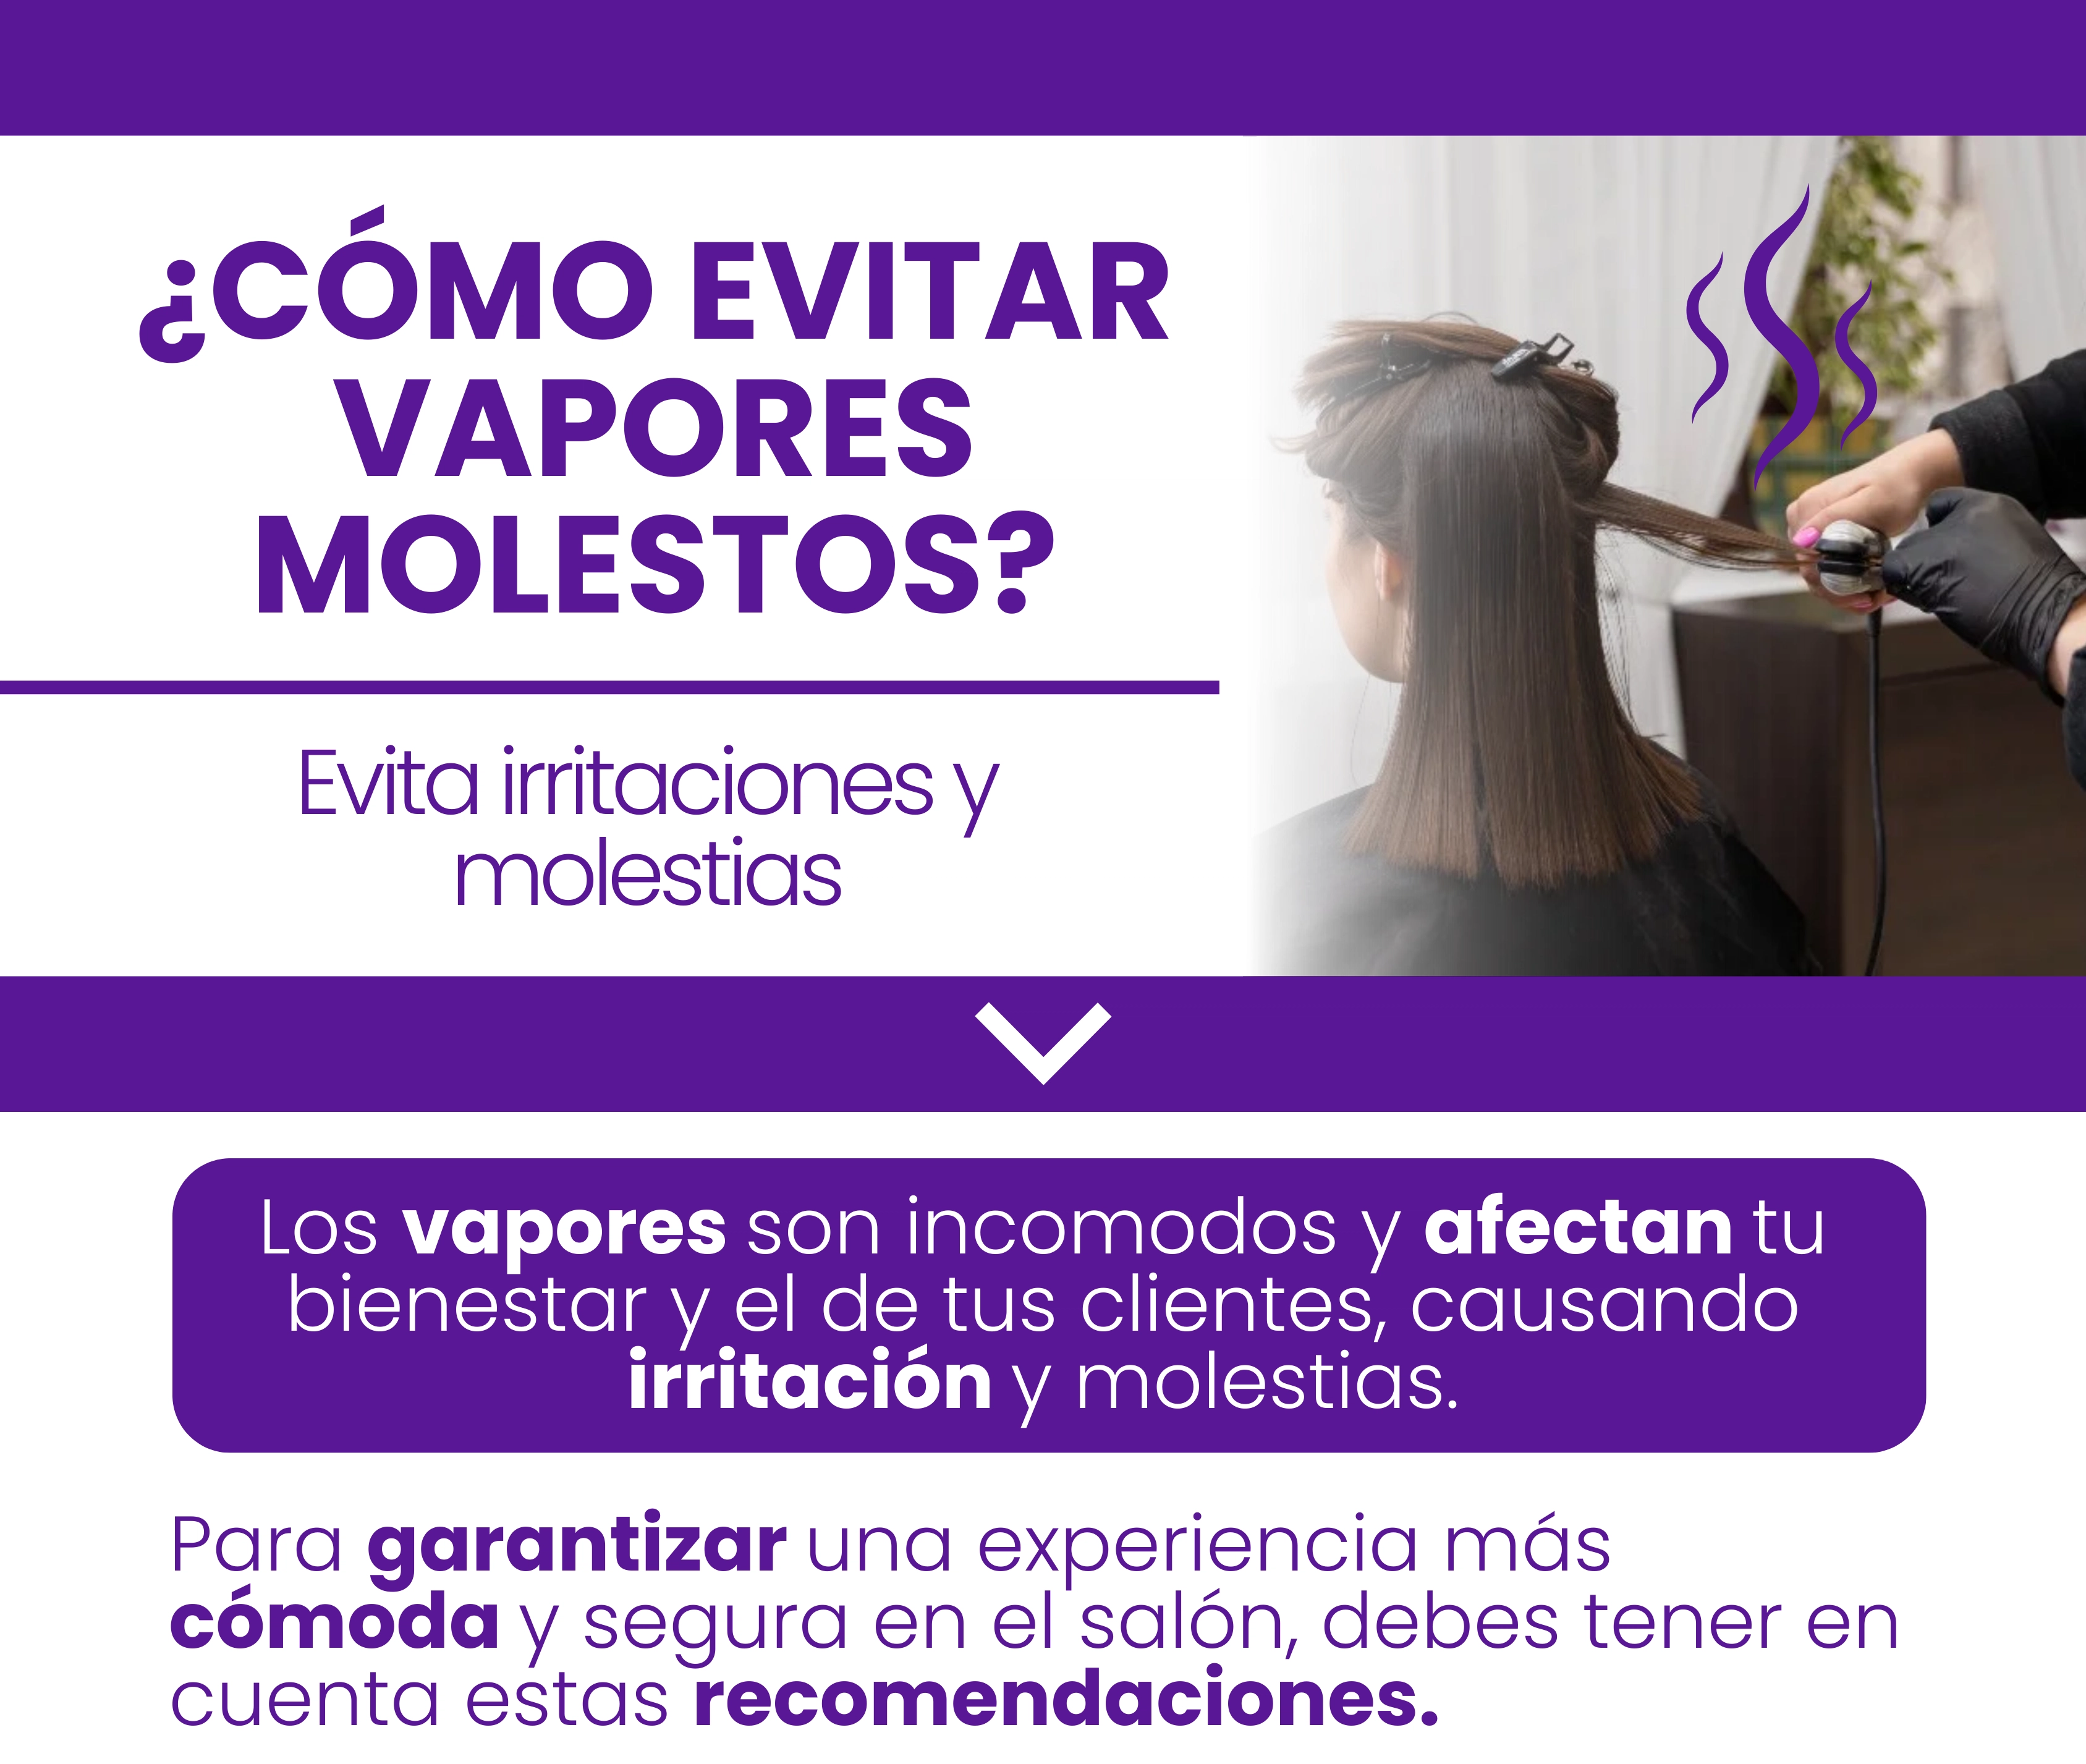 ¿CÓMO EVITAR
VAPORES
MOLESTOS?
Evita irritaciones y
molestias
Los vapores son incomodos y afectan tu
bienestar y el de tus clientes, causando
irritación y molestias.
Para garantizar una experiencia más
cómoda y segura en el salón, debes tener en
cuenta estas recomendaciones.